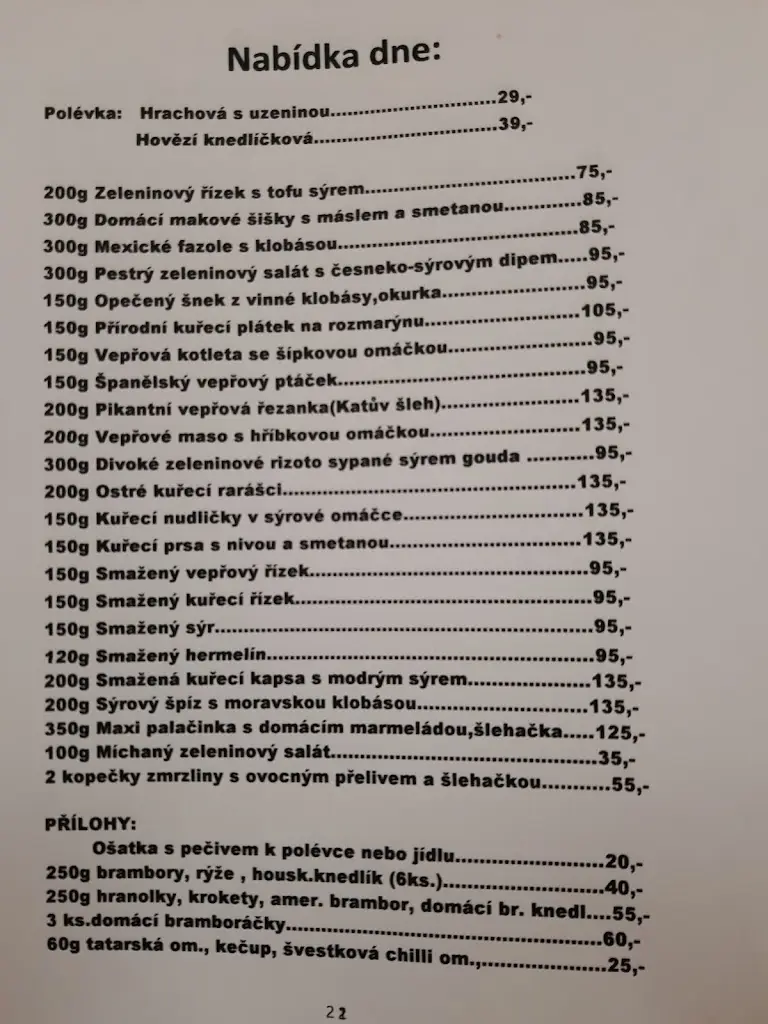 Nabídka dne:
Polévka: Hrachová s uzeninou...........................29,-
Hovězí knedlíčková..............................39,-
200g Zeleninový řízek s tofu sýrem...................................75,-
300g Domácí makové šišky s máslem a smetanou............85,-
300g Mexické fazole s klobásou........................................85,-
300g Pestrý zeleninový salát s česneko-sýrovým dipem.....95,-
150g Opečený šnek z vinné klobásy,okurka........................95,-
150g Přírodní kuřecí plátek na rozmarýnu..........................105,-
150g Vepřová kotleta se šípkovou omáčkou........................95,-
150g Španělský vepřový ptáček.........................................95,-
200g Pikantní vepřová řezanka(Katův šleh).......................135,-
200g Vepřové maso s hříbkovou omáčkou.........................135,-
300g Divoké zeleninové rizoto sypané sýrem gouda ...........95,-
200g Ostré kuřecí rarášci.................................................135,-
150g Kuřecí nudličky v sýrové omáčce..............................135,-
150g Kuřecí prsa s nivou a smetanou................................135,-
150g Smažený vepřový řízek.............................................95,-
150g Smažený kuřecí řízek................................................95,-
150g Smažený sýr.............................................................95,-
120g Smažený hermelín.....................................................95,-
200g Smažená kuřecí kapsa s modrým sýrem.....................135,-
200g Sýrový špíz s moravskou klobásou............................135,-
350g Maxi palačinka s domácím marmeládou,šlehačka.....125,-
100g Míchaný zeleninový salát...........................................35,-
2 kopečky zmrzliny s ovocným přelivem a šlehačkou...........55,-
PŘÍLOHY:
Ošatka s pečivem k polévce nebo jídlu........................20,-
250g brambory, rýže , housk.knedlík (6ks.)..........................40,-
250g hranolky, krokety, amer. brambor, domácí br. knedl....55,-
3 ks.domácí bramboráčky..................................................60,-
60g tatarská om., kečup, švestková chilli om.,....................25,-